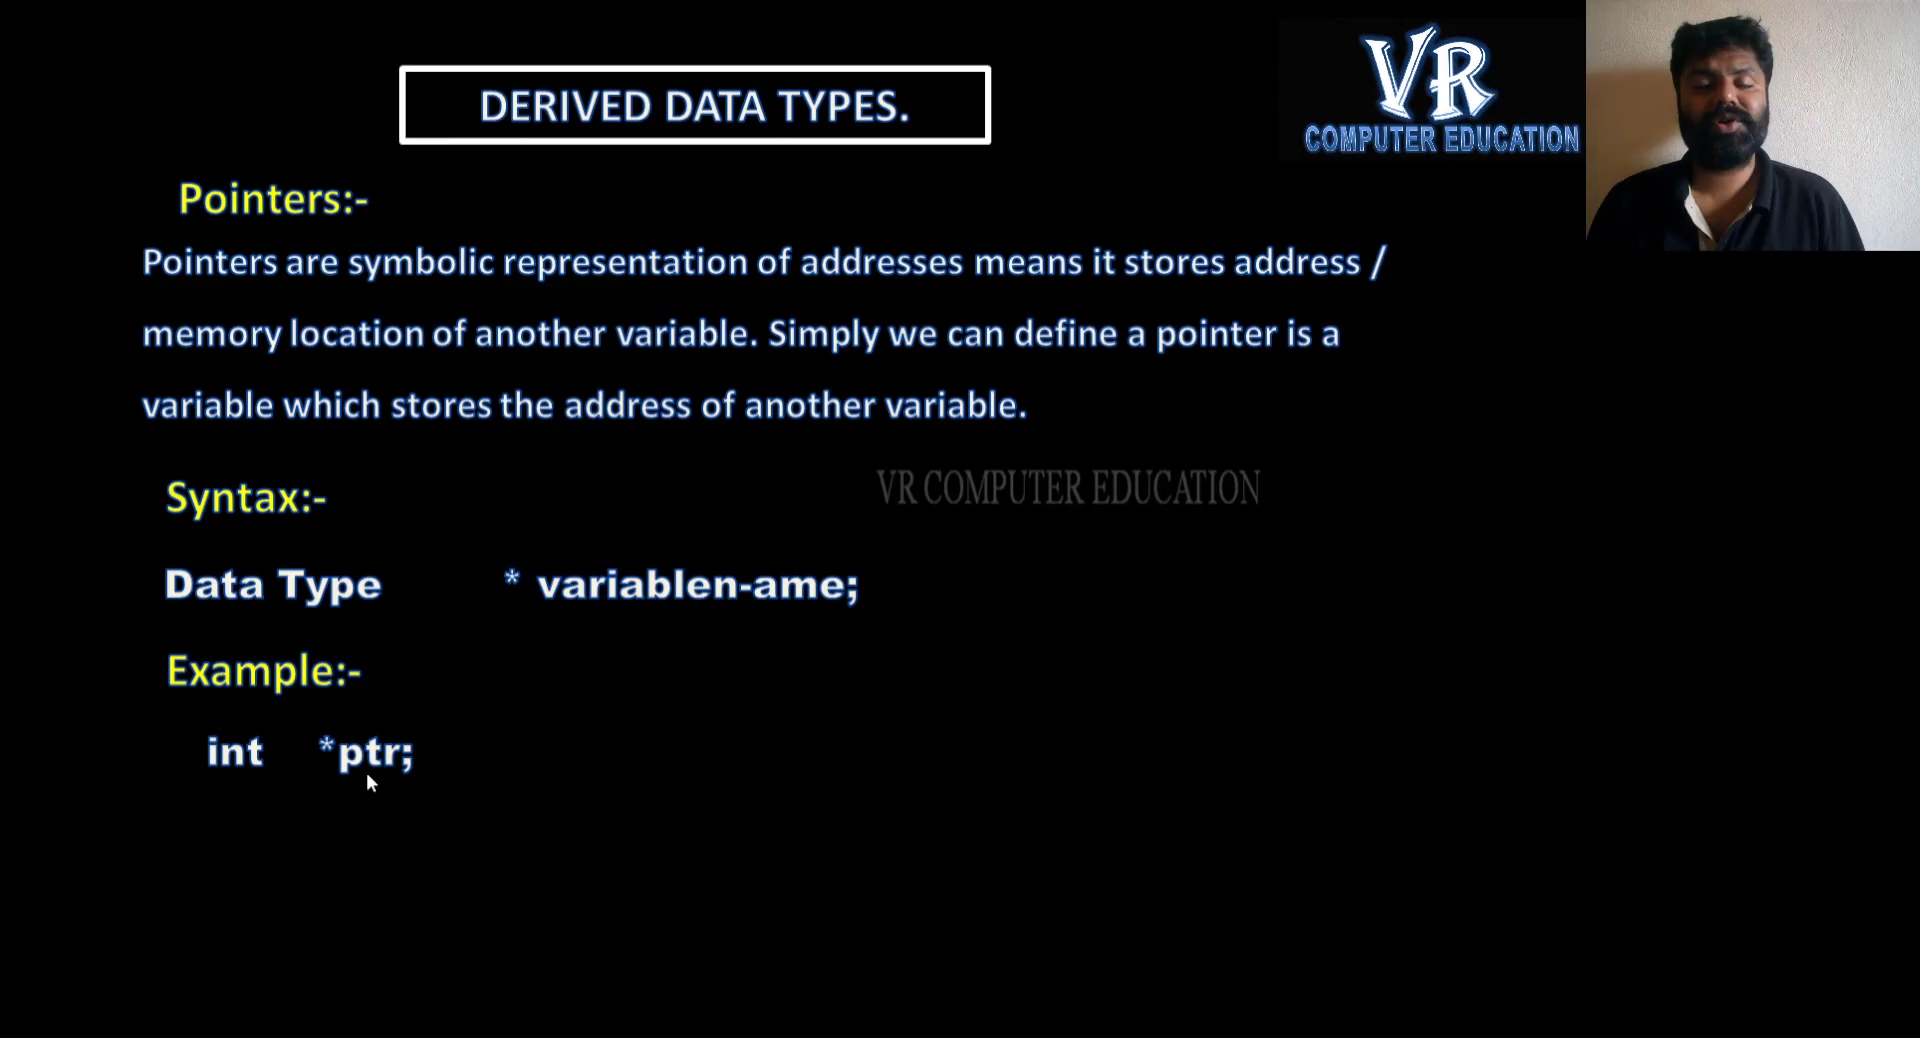 DERIVED DATA TYPES.
VR
COMPUTER EDUCATION
Pointers:-
Pointers are symbolic representation of addresses means it stores address /
memory location of another variable. Simply we can define a pointer is a
variable which stores the address of another variable.
VR COMPUTER EDUCATION
Syntax:-
Data Type * variablen-ame;
Example:-
int *ptr;